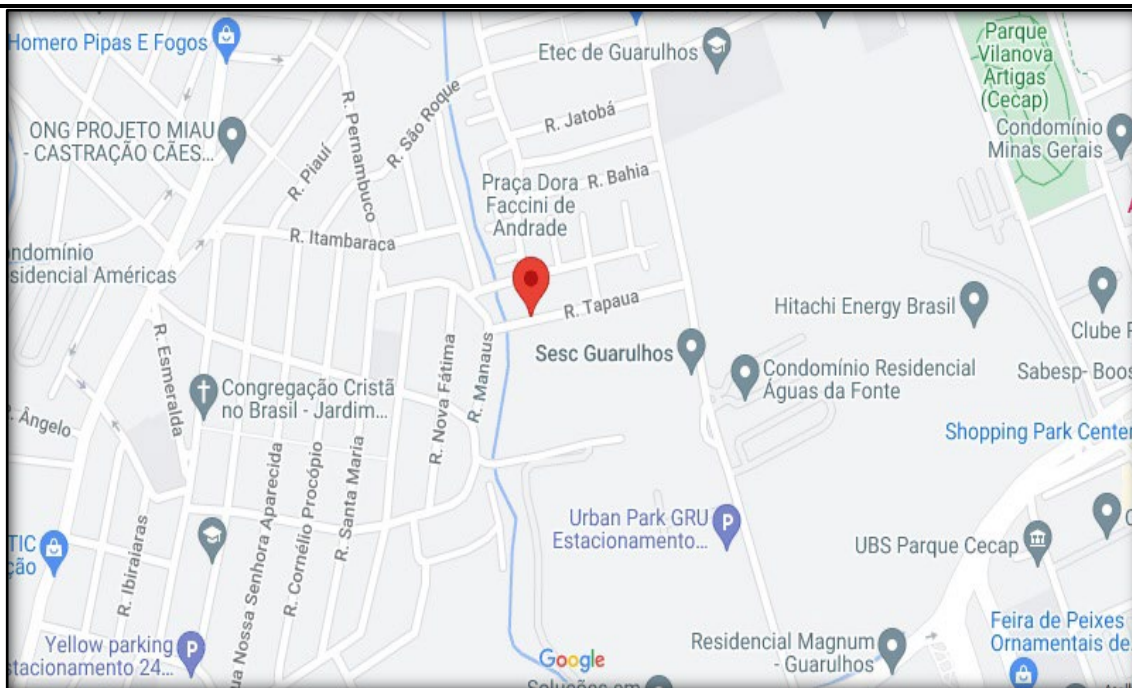 Homero Pipas E Fogos
Etec de Guarulhos
Parque
Vilanova
Artigas
(Cecap)
ONG PROJETO MIAU
- CASTRAÇÃO CÃES...
R. Pernambuco
R. São Roque
R. Jatobá
Condomínio
Minas Gerais
R. Piauí
Praça Dora
Faccini de
Andrade
R. Bahia
R. Itambaraca
ondomínio
sidencial Américas
R. Tapaua
Hitachi Energy Brasil
Clube
R. Esmeralda
Sesc Guarulhos
Condomínio Residencial
Águas da Fonte
Sabesp- Boos
R. Nova Fátima
R. Manaus
Congregação Cristã
no Brasil - Jardim...
. Ângelo
Shopping Park Center
R. Ibiraiaras
ua Nossa Senhora Aparecida
R. Cornélio Procópio
R. Santa Maria
Urban Park GRU
Estacionamento...
P
UBS Parque Cecap
TIC
ção
Yellow parking
stacionamento 24...
P
Google
Residencial Magnum
- Guarulhos
Feira de Peixes
Ornamentais de